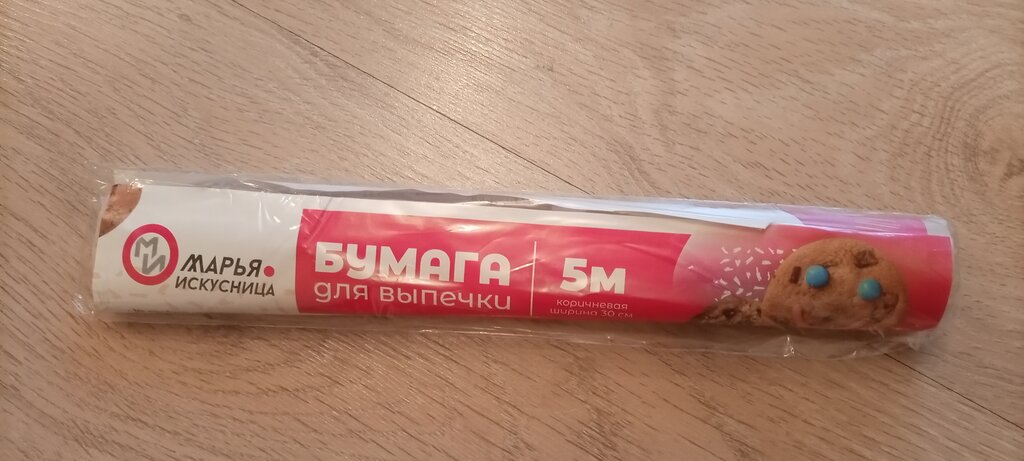 МИ
МАРЬЯ
ИСКУСНИЦА
БУМАГА
для выпечки
5м
коричневая
ширина 30 см